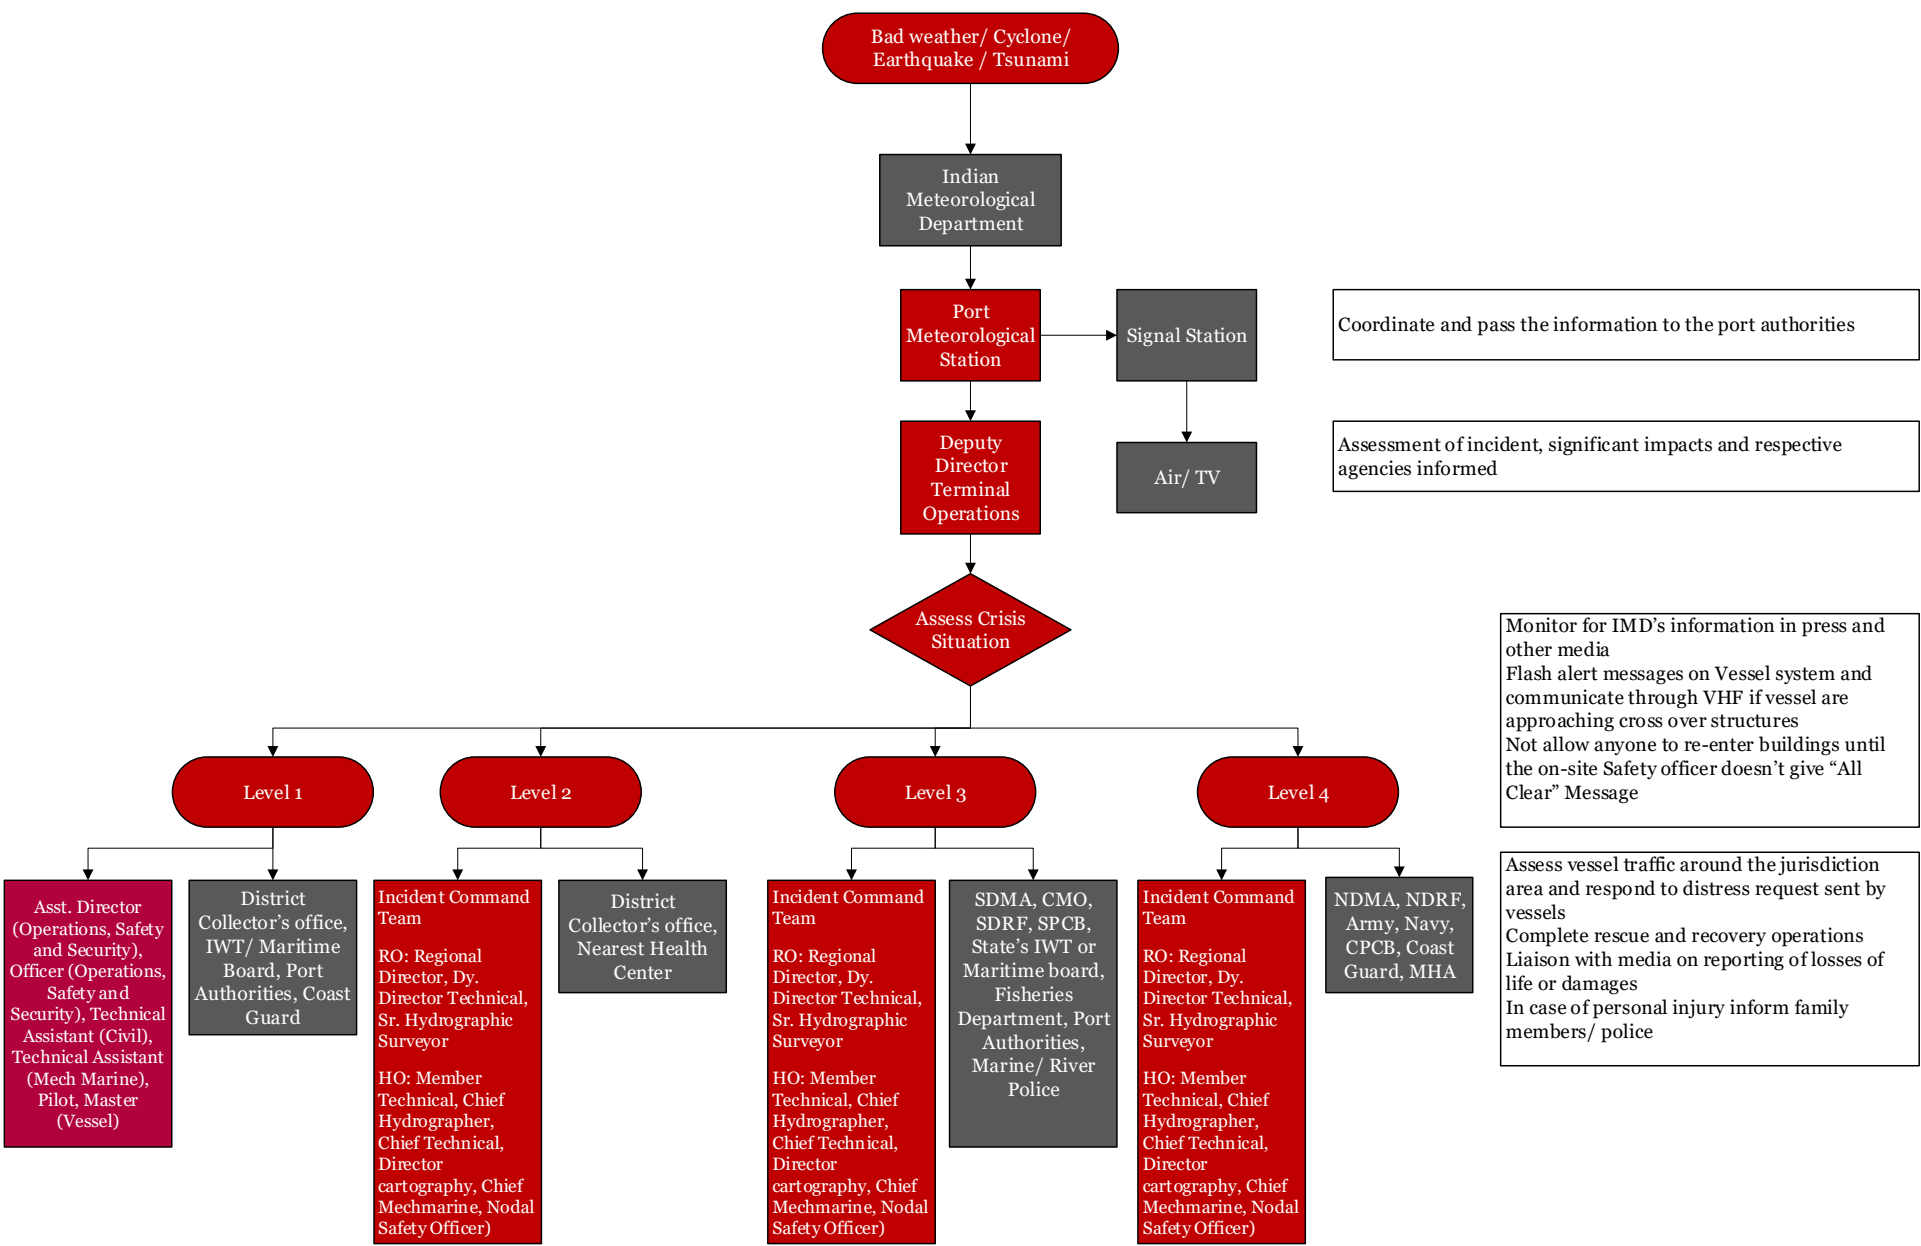 Bad weather/ Cyclone/
Earthquake / Tsunami
Indian
Meteorological
Department
Port
Meteorological
Station
Signal Station
Coordinate and pass the information to the port authorities
Deputy
Director
Terminal
Operations
Air/ TV
Assessment of incident, significant impacts and respective
agencies informed
Assess Crisis
Situation
Monitor for IMD’s information in press and
other media
Flash alert messages on Vessel system and
communicate through VHF if vessel are
approaching cross over structures
Not allow anyone to re-enter buildings until
the on-site Safety officer doesn’t give “All
Clear” Message
Level 1
Level 2
Level 3
Level 4
Asst. Director
(Operations, Safety
and Security),
Officer (Operations,
Safety and
Security), Technical
Assistant (Civil),
Technical Assistant
(Mech Marine),
Pilot, Master
(Vessel)
District
Collector’s office,
IWT/ Maritime
Board, Port
Authorities, Coast
Guard
Incident Command
Team
RO: Regional
Director, Dy.
Director Technical,
Sr. Hydrographic
Surveyor
HO: Member
Technical, Chief
Hydrographer,
Chief Technical,
Director
cartography, Chief
Mechmarine, Nodal
Safety Officer)
District
Collector’s office,
Nearest Health
Center
Incident Command
Team
RO: Regional
Director, Dy.
Director Technical,
Sr. Hydrographic
Surveyor
HO: Member
Technical, Chief
Hydrographer,
Chief Technical,
Director
cartography, Chief
Mechmarine, Nodal
Safety Officer)
SDMA, CMO,
SDRF, SPCB,
State’s IWT or
Maritime board,
Fisheries
Department, Port
Authorities,
Marine/ River
Police
Incident Command
Team
RO: Regional
Director, Dy.
Director Technical,
Sr. Hydrographic
Surveyor
HO: Member
Technical, Chief
Hydrographer,
Chief Technical,
Director
cartography, Chief
Mechmarine, Nodal
Safety Officer)
NDMA, NDRF,
Army, Navy,
CPCB, Coast
Guard, MHA
Assess vessel traffic around the jurisdiction
area and respond to distress request sent by
vessels
Complete rescue and recovery operations
Liaison with media on reporting of losses of
life or damages
In case of personal injury inform family
members/ police